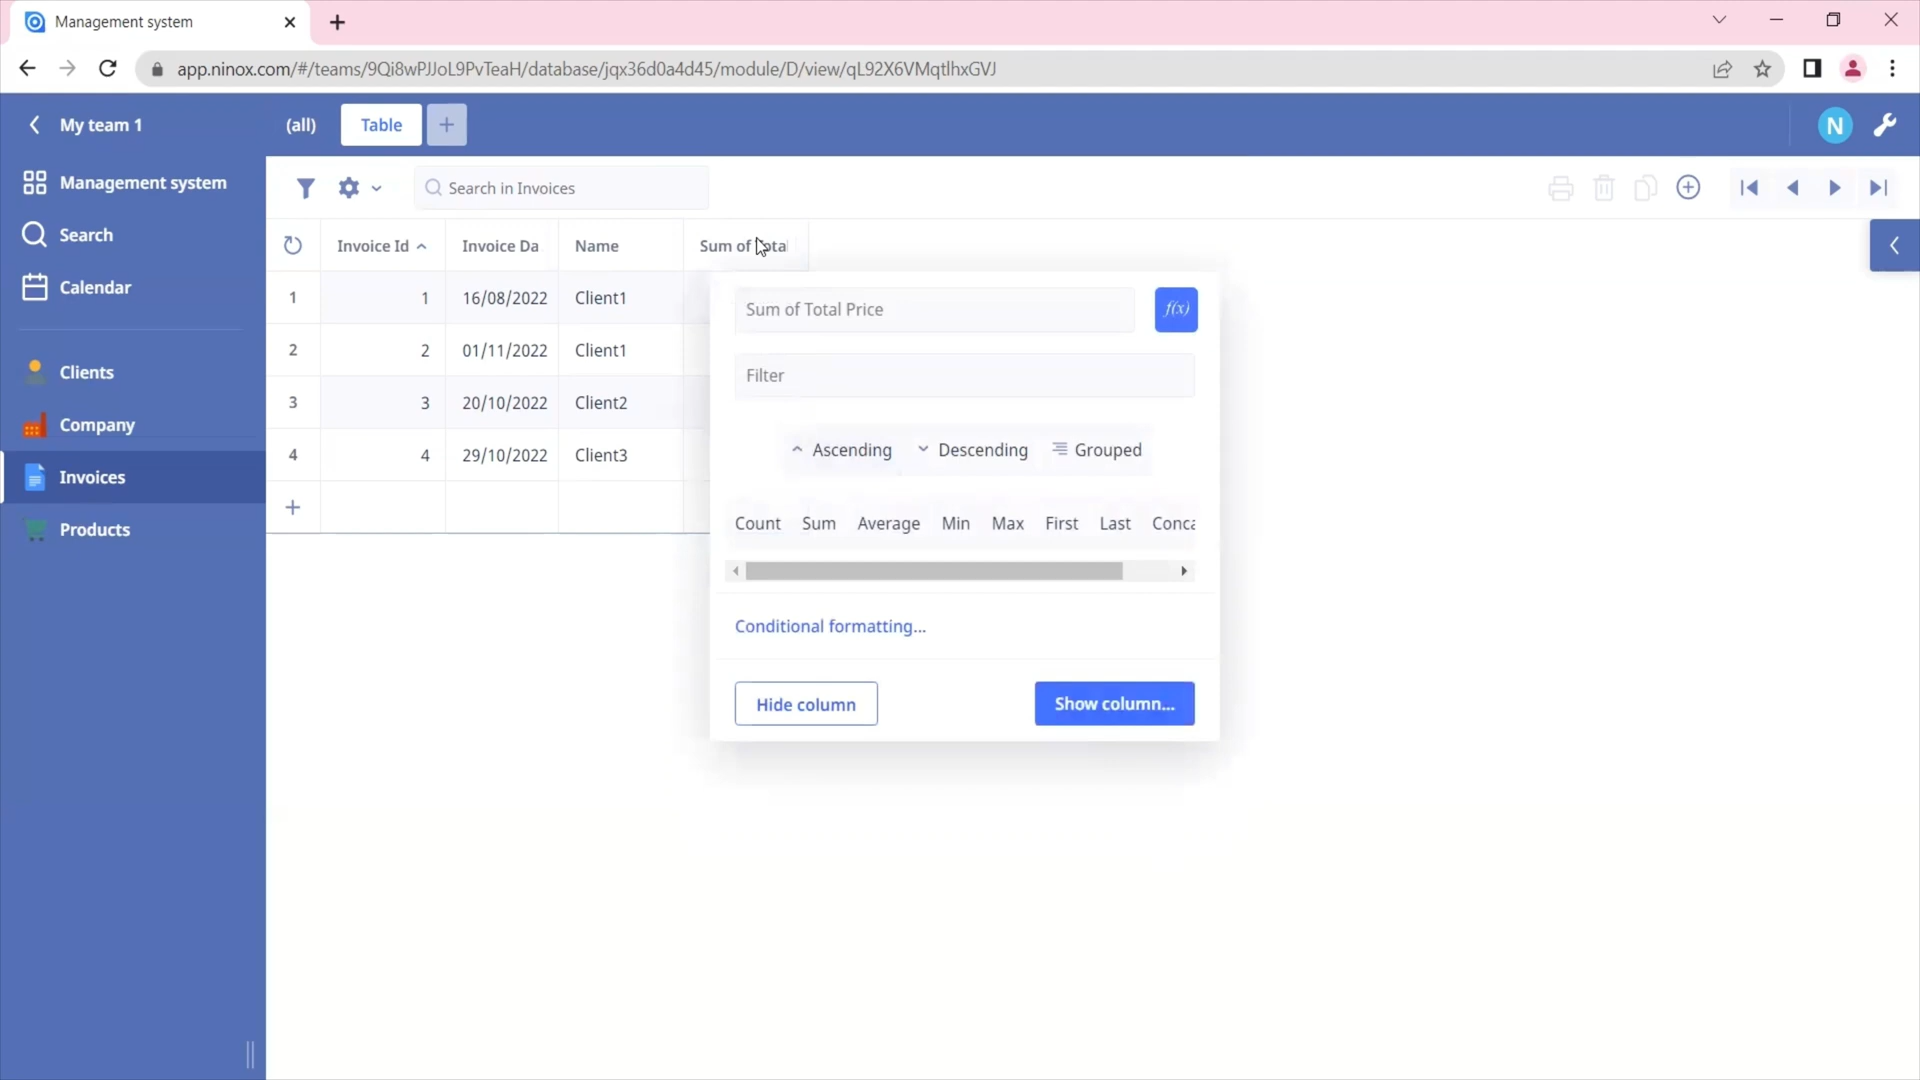 Management system
app.ninox.com/#/teams/9Qi8wPJJoL9PvTeaH/database/jqx36d0a4d45/module/D/view/qL92X6VMqtlhxGVJ
My team 1
(all)
Table
N
Management system
Search
Calendar
Clients
Company
Invoices
Products
Search in Invoices
Invoice Id
Invoice Da
Name
Sum of Tota
1 1 16/08/2022 Client1
2 2 01/11/2022 Client1
3 3 20/10/2022 Client2
4 4 29/10/2022 Client3
Sum of Total Price
f(x)
Filter
Ascending
Descending
Grouped
Count Sum Average Min Max First Last Conca
Conditional formatting...
Hide column
Show column...